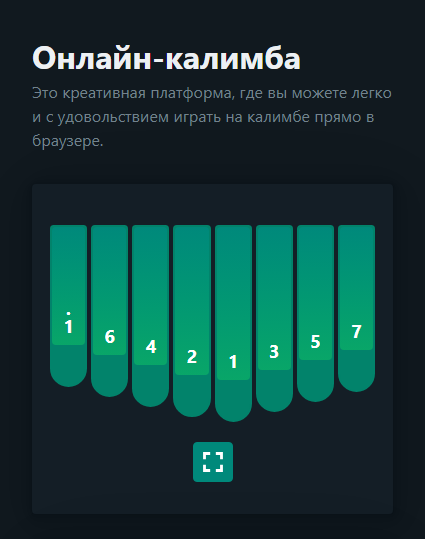 Онлайн-калимба
Это креативная платформа, где вы можете легко
и с удовольствием играть на калимбе прямо в
браузере.
1̇ 6 4 2 1 3 5 7